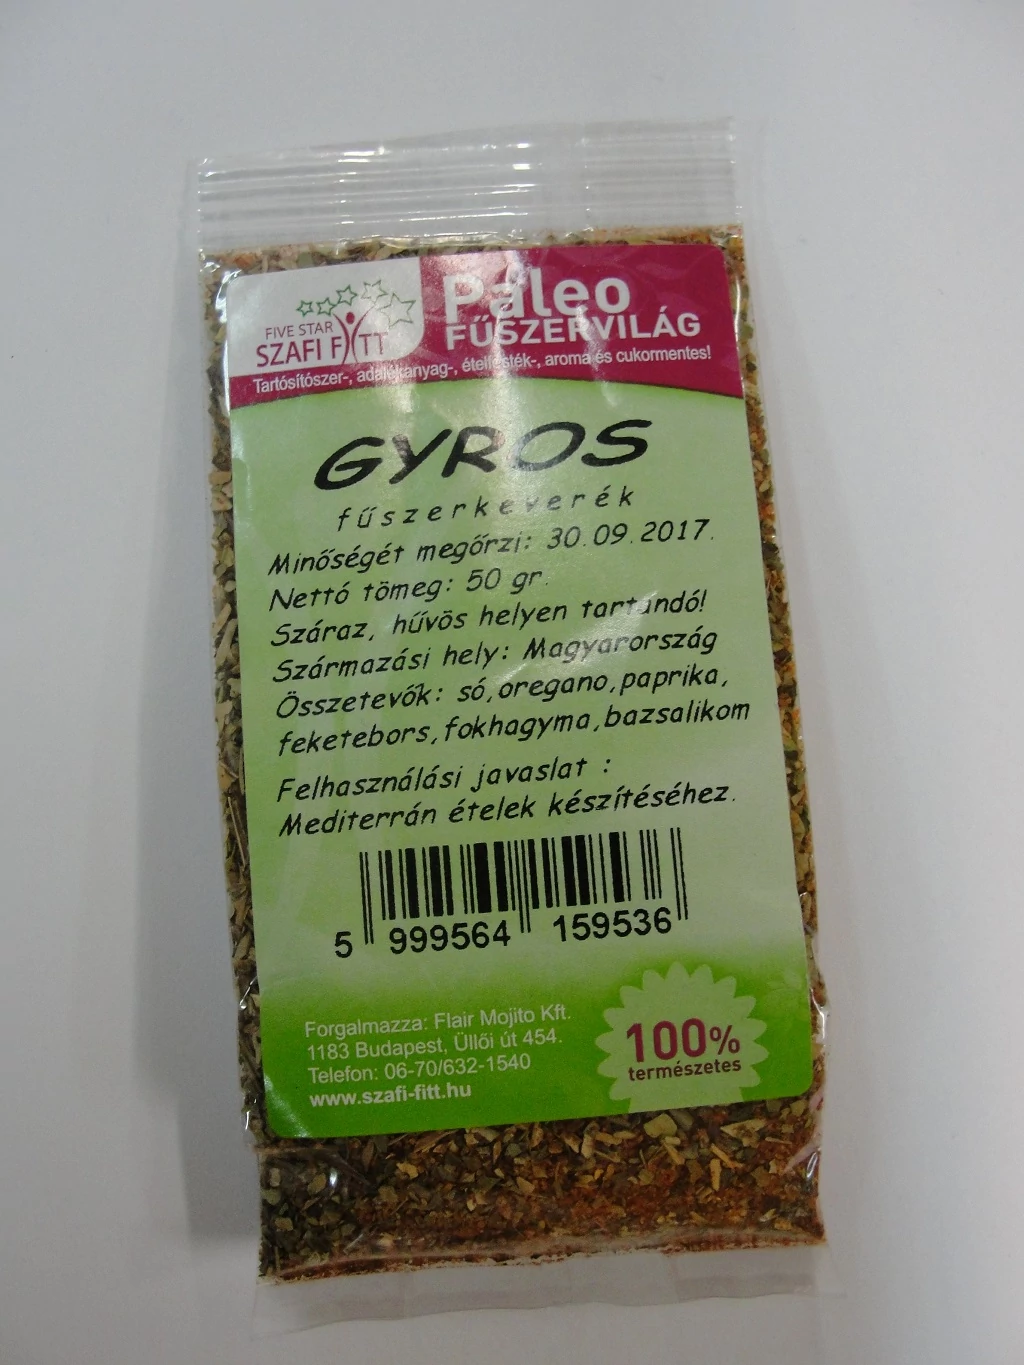 FIVE STAR
SZAFI FITT
Paleo
FŰSZERVILÁG
Tartósítószer-, adalékanyag-, ételfesték-, aroma és cukormentes!
GYROS
fűszerkeverék
Minőségét megőrzi: 30.09.2017.
Nettó tömeg: 50 gr.
Száraz, hűvös helyen tartandó!
Származási hely: Magyarország
Összetevők: só, oregano, paprika,
feketebors, fokhagyma, bazsalikom
Felhasználási javaslat :
Mediterrán ételek készítéséhez.
5 999564 159536
Forgalmazza: Flair Mojito Kft.
1183 Budapest, Üllői út 454.
Telefon: 06-70/632-1540
www.szafi-fitt.hu
100%
természetes